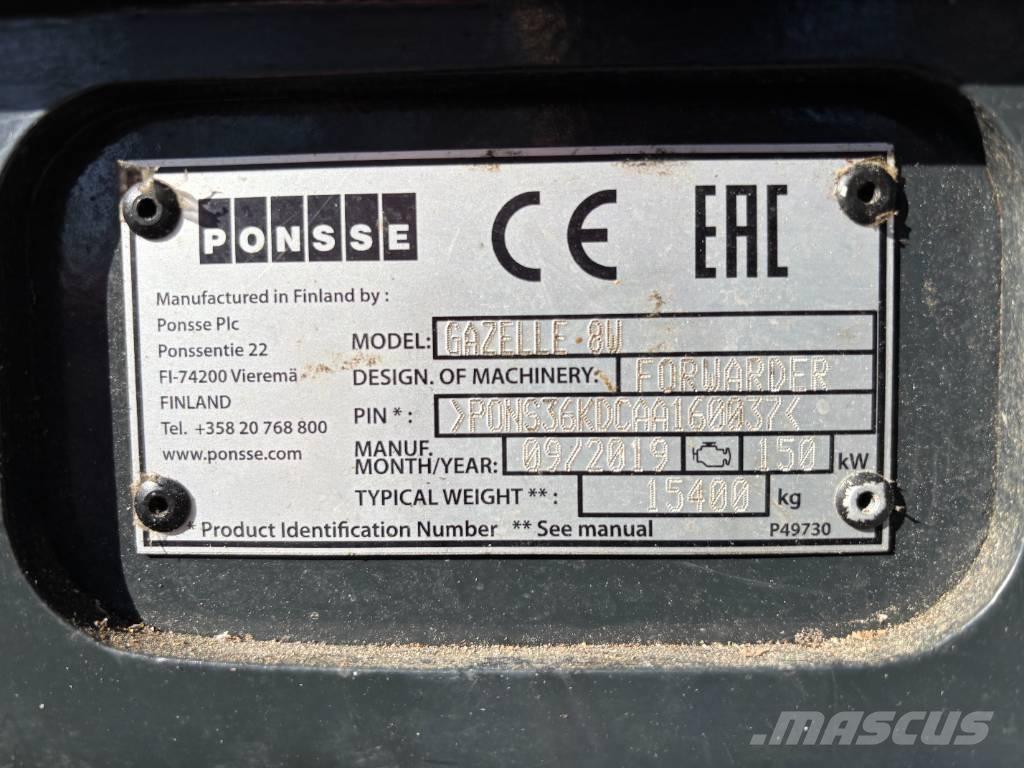 PONSSE CE EAC
Manufactured in Finland by :
Ponsse Plc
Ponssentie 22
FI-74200 Vieremä
FINLAND
Tel. +358 20 768 800
www.ponsse.com
MODEL: GAZELLE 8W
DESIGN. OF MACHINERY: FORWARDER
PIN * : >PONS36KDCAA160037<
MANUF.
MONTH/YEAR: 09/2019 150 kW
TYPICAL WEIGHT ** : 15400 kg
* Product Identification Number ** See manual P49730
MASCUS